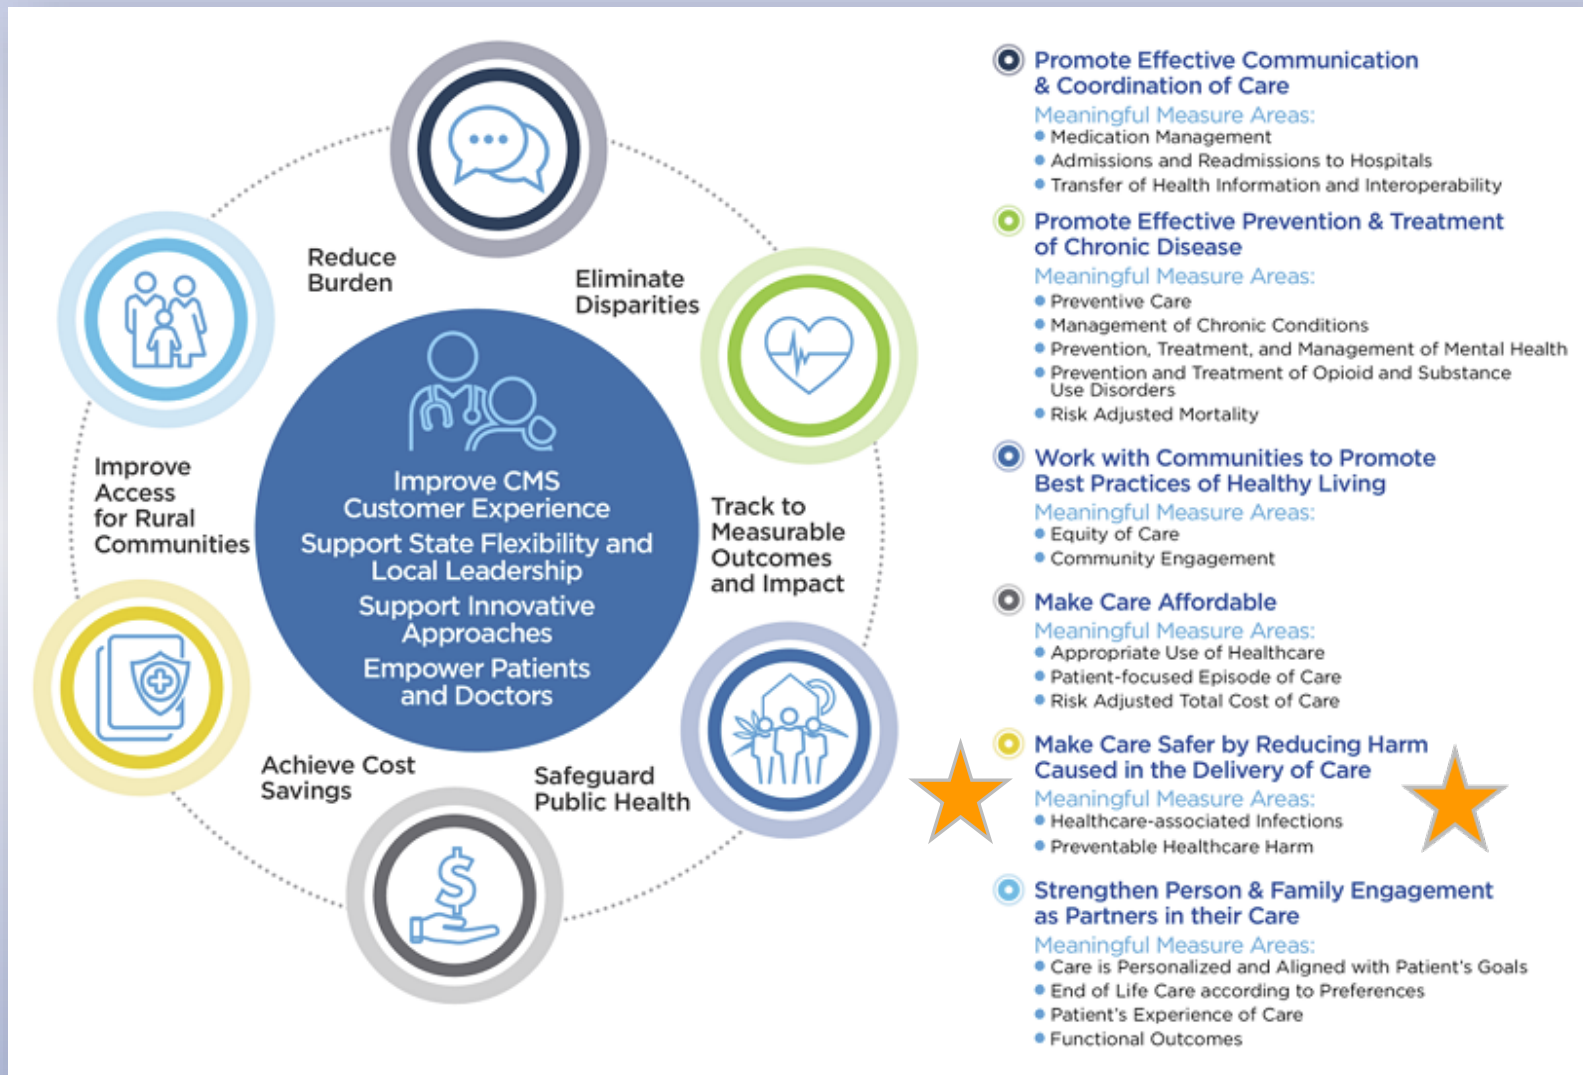 Reduce
Burden
Eliminate
Disparities
Improve
Access
for Rural
Communities
Improve CMS
Customer Experience
Support State Flexibility and
Local Leadership
Support Innovative
Approaches
Empower Patients
and Doctors
Track to
Measurable
Outcomes
and Impact
Achieve Cost
Savings
$
Safeguard
Public Health
Promote Effective Communication
& Coordination of Care
Meaningful Measure Areas:
Medication Management
Admissions and Readmissions to Hospitals
Transfer of Health Information and Interoperability
Promote Effective Prevention & Treatment
of Chronic Disease
Meaningful Measure Areas:
Preventive Care
Management of Chronic Conditions
Prevention, Treatment, and Management of Mental Health
Prevention and Treatment of Opioid and Substance
Use Disorders
Risk Adjusted Mortality
Work with Communities to Promote
Best Practices of Healthy Living
Meaningful Measure Areas:
Equity of Care
Community Engagement
Make Care Affordable
Meaningful Measure Areas:
Appropriate Use of Healthcare
Patient-focused Episode of Care
Risk Adjusted Total Cost of Care
Make Care Safer by Reducing Harm
Caused in the Delivery of Care
Meaningful Measure Areas:
Healthcare-associated Infections
Preventable Healthcare Harm
Strengthen Person & Family Engagement
as Partners in their Care
Meaningful Measure Areas:
Care is Personalized and Aligned with Patient's Goals
End of Life Care according to Preferences
Patient's Experience of Care
Functional Outcomes